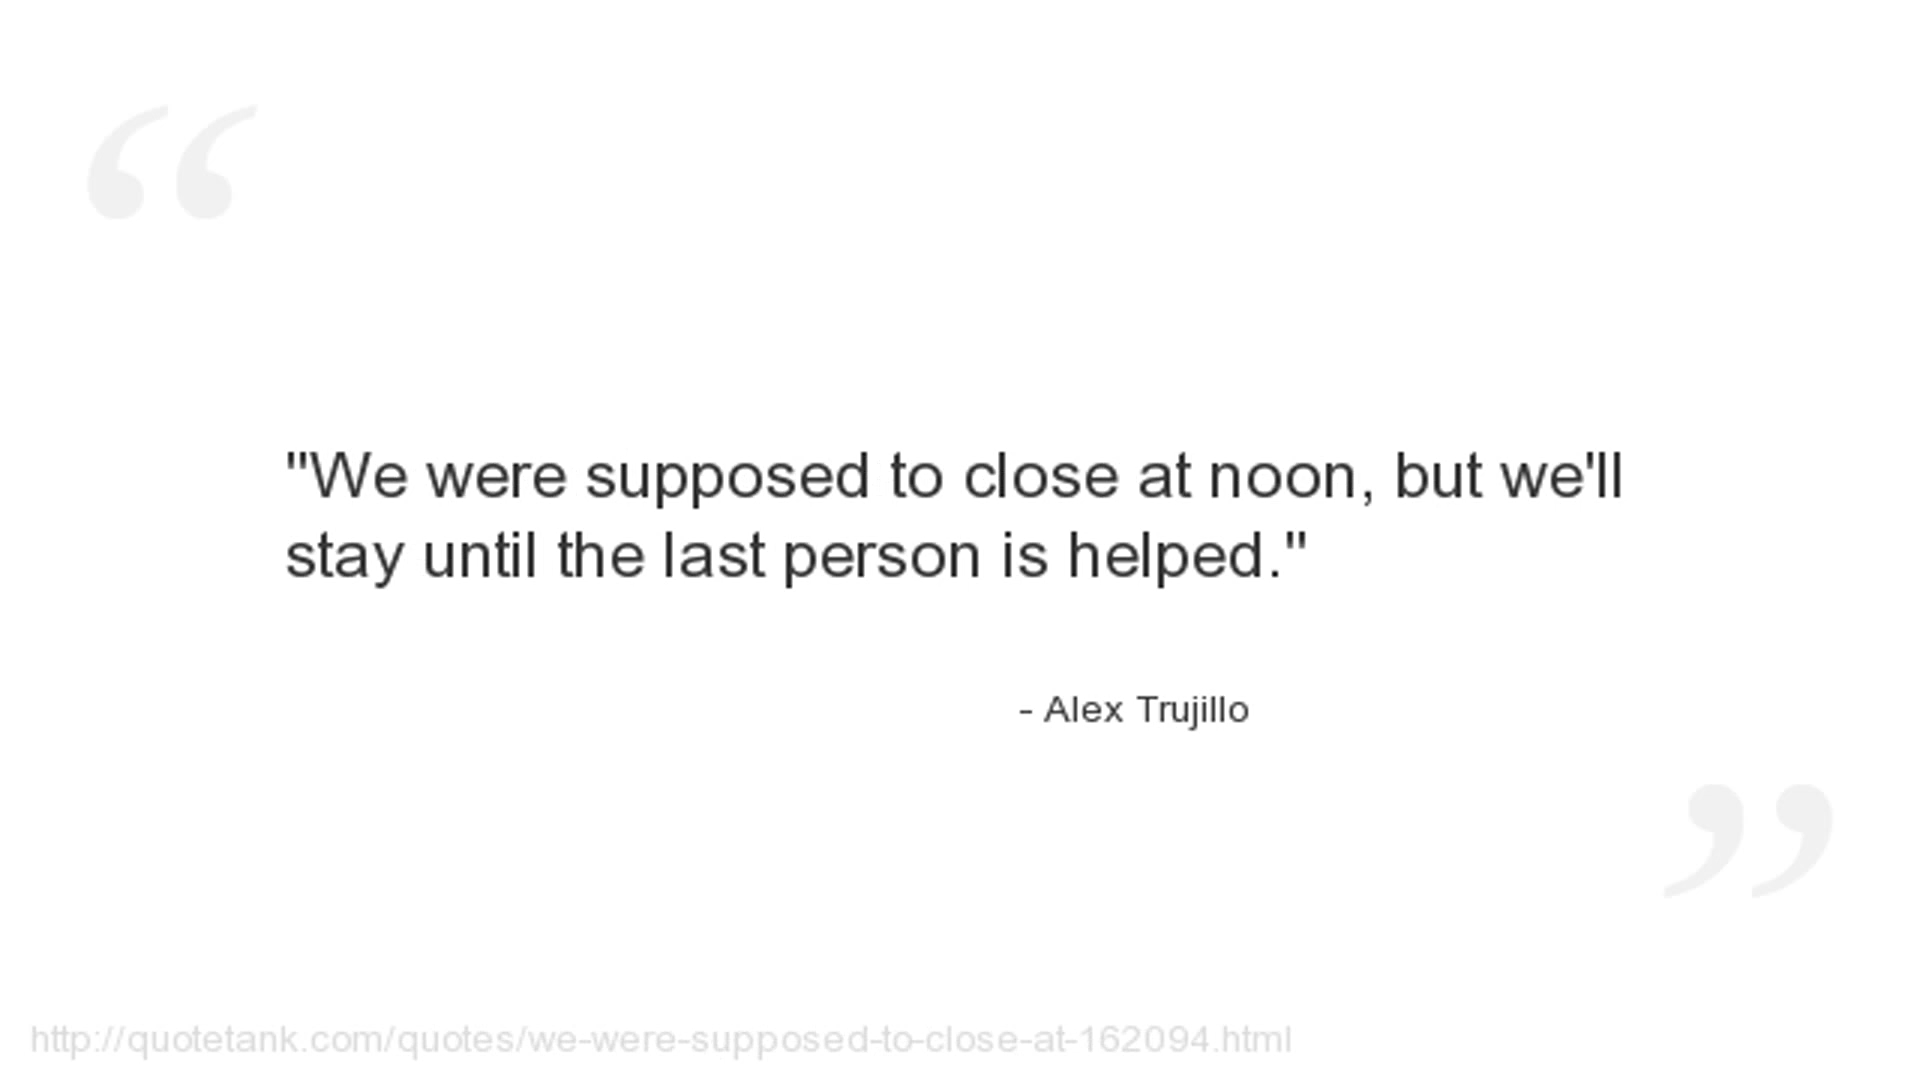 "We were supposed to close at noon, but we'll
stay until the last person is helped."
- Alex Trujillo
http://quotetank.com/quotes/we-were-supposed-to-close-at-162094.html